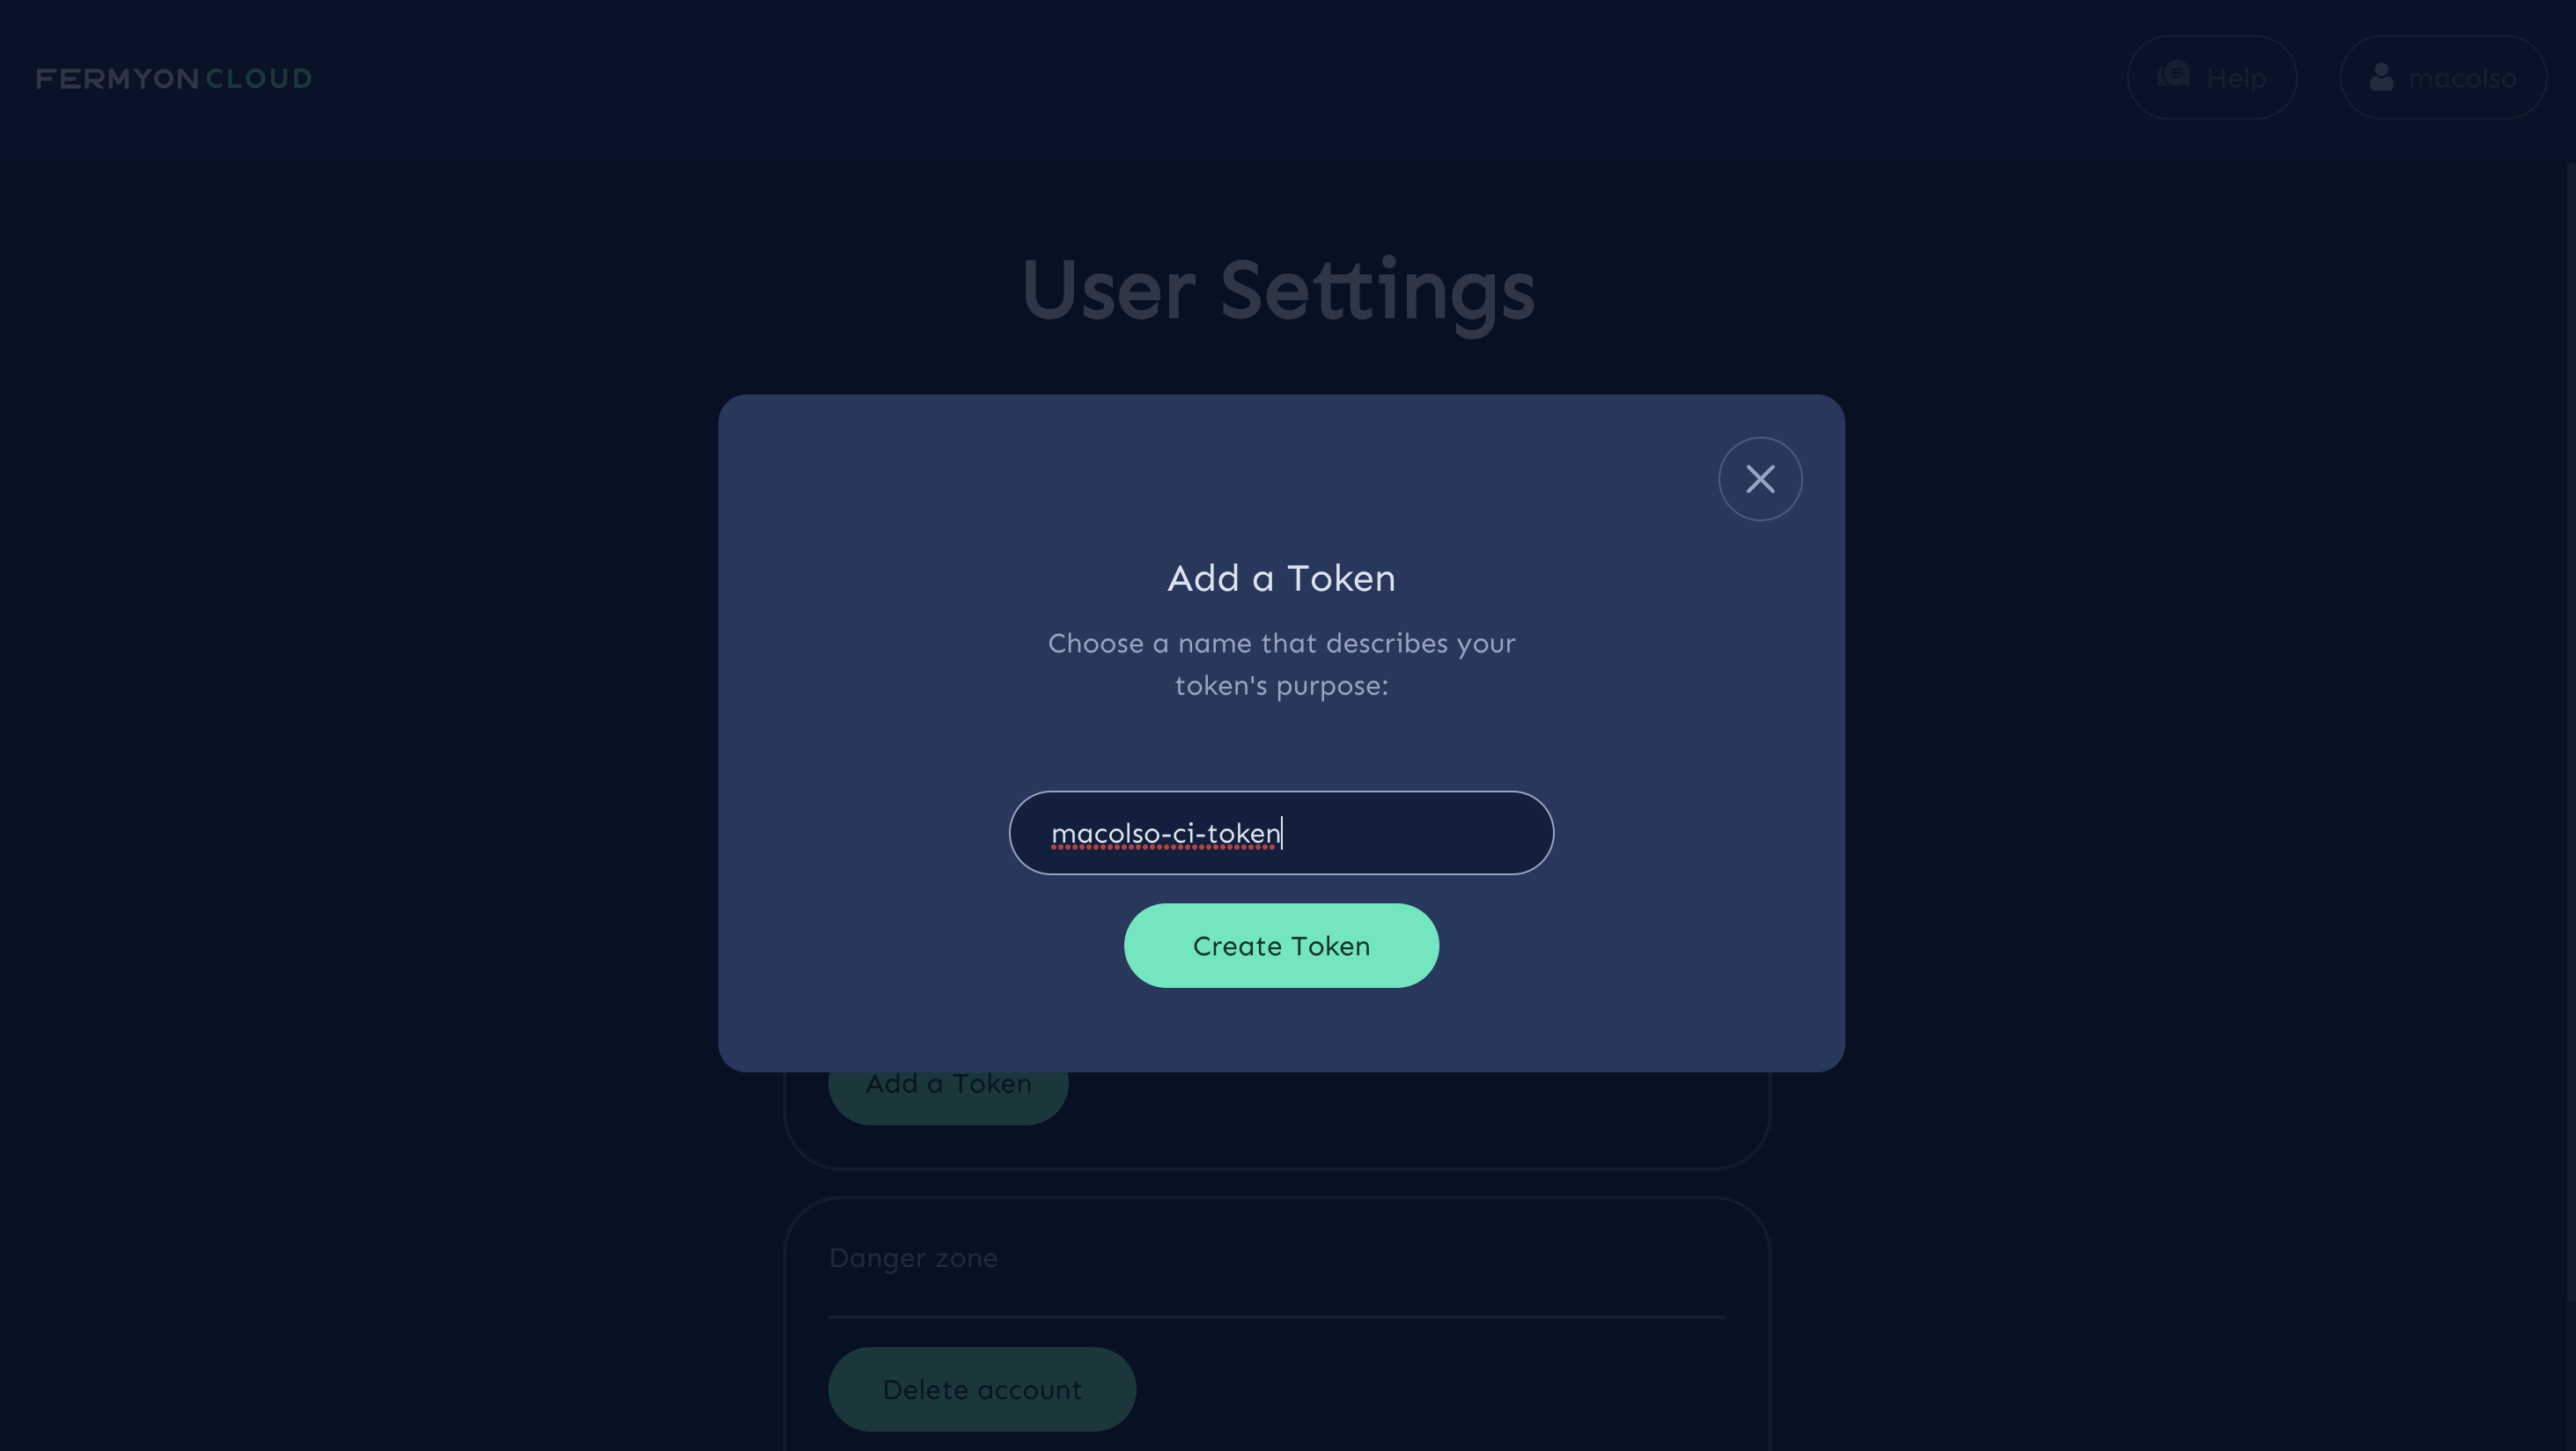 FERMYON CLOUD
Help
macolso
User Settings
Add a Token
Choose a name that describes your
token's purpose:
macolso-ci-token
Create Token
Add a Token
Danger zone
Delete account